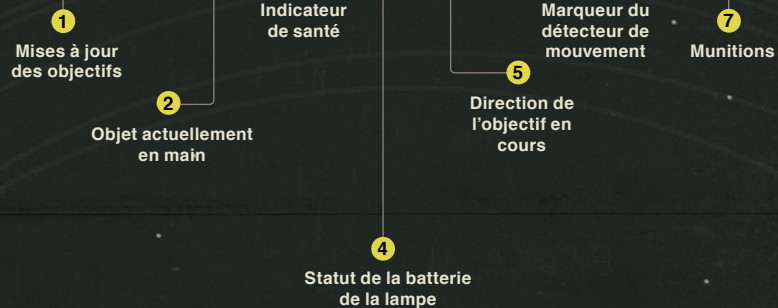 1
Mises à jour
des objectifs
2
Objet actuellement
en main
Indicateur
de santé
4
Statut de la batterie
de la lampe
5
Direction de
l'objectif en
cours
Marqueur du
détecteur de
mouvement
7
Munitions